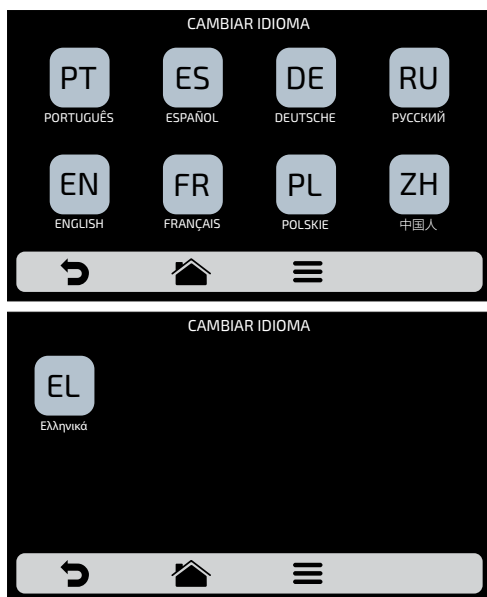 CAMBIAR IDIOMA
PT ES DE RU
PORTUGUÊS ESPAÑOL DEUTSCHE РУССКИЙ
EN FR PL ZH
ENGLISH FRANÇAIS POLSKIE 中国人
CAMBIAR IDIOMA
EL
Ελληνικά